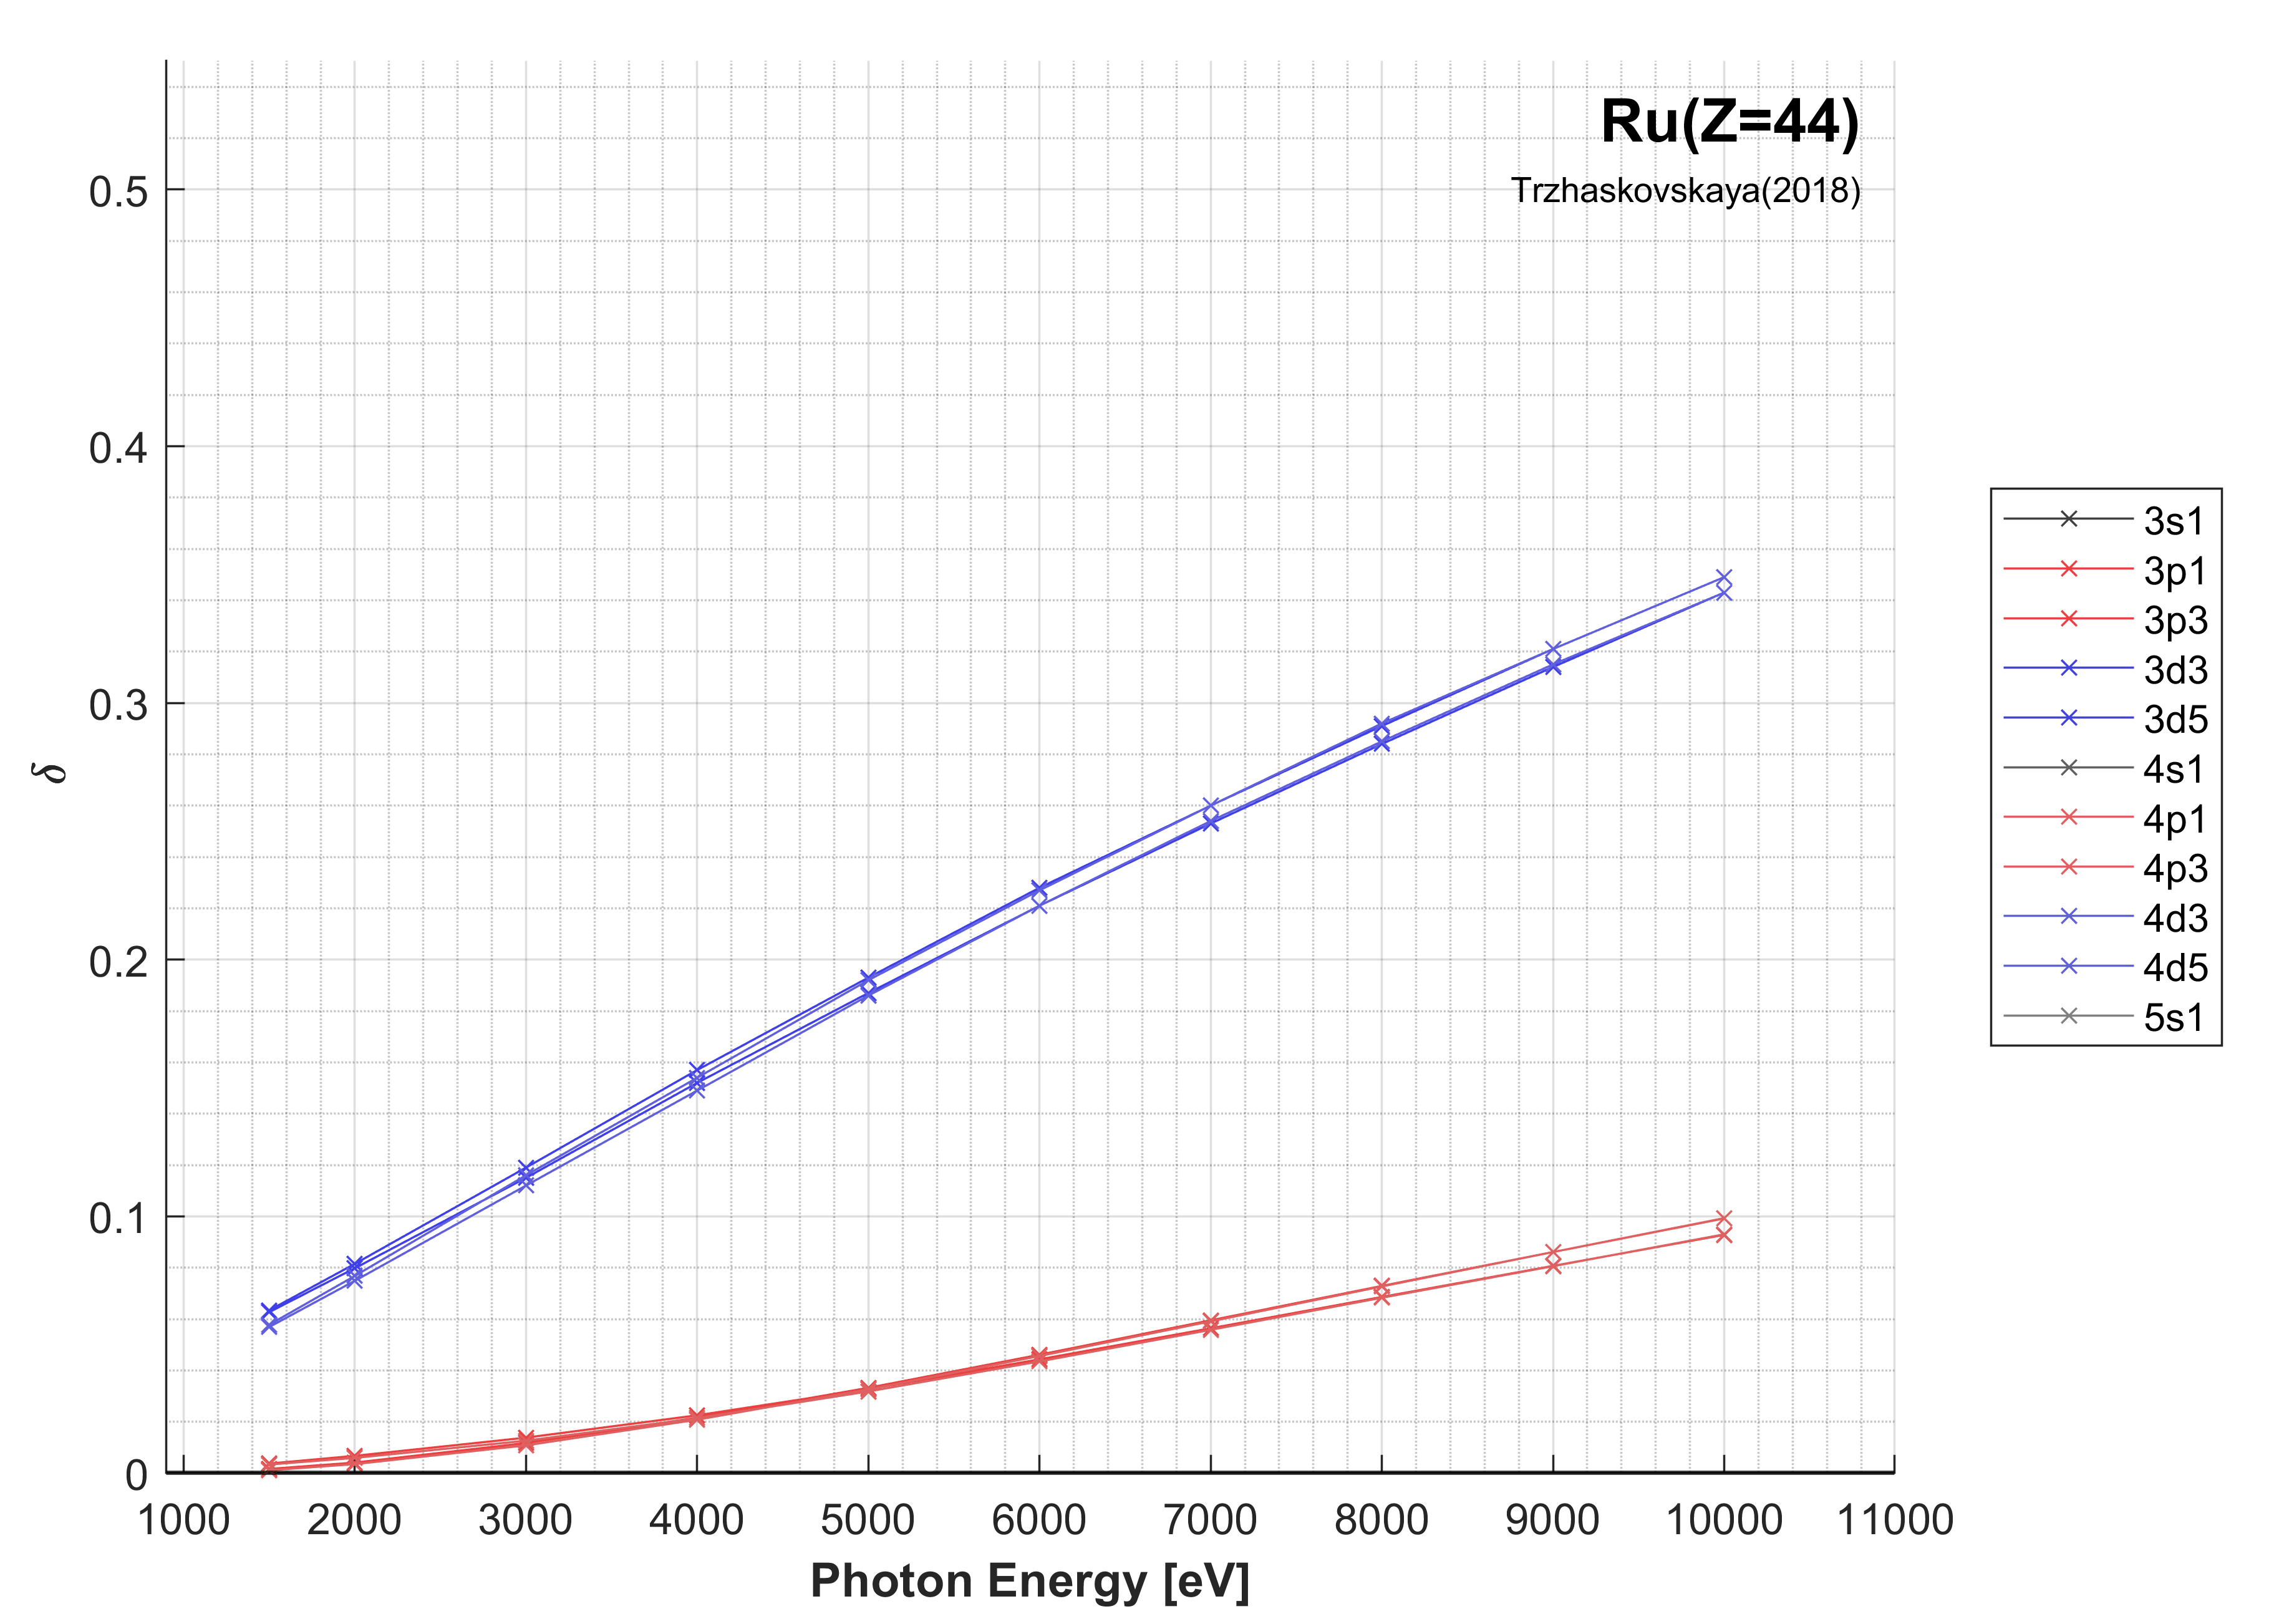 Ru(Z=44)
Trzhaskovskaya(2018)
0.5
0.4
0.3
0.2
0.1
0
δ
1000 2000 3000 4000 5000 6000 7000 8000 9000 10000 11000
Photon Energy [eV]
3s1
3p1
3p3
3d3
3d5
4s1
4p1
4p3
4d3
4d5
5s1